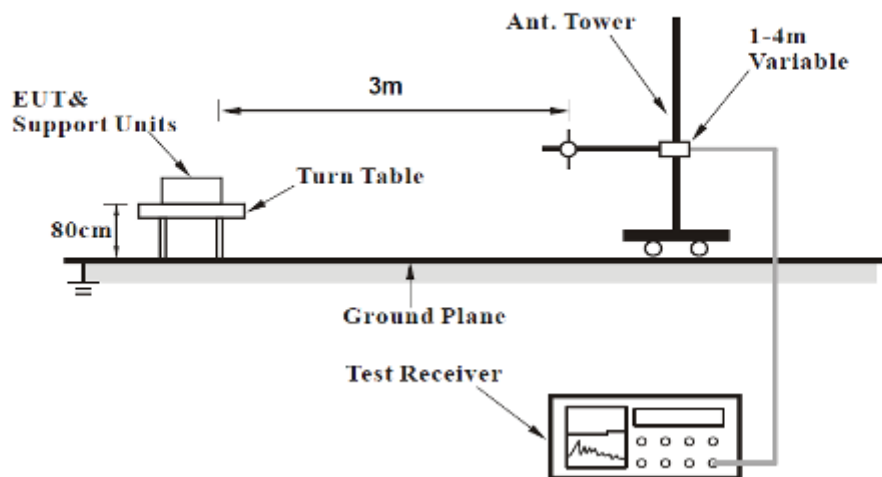 Ant. Tower
1-4m
Variable
3m
EUT&
Support Units
Turn Table
80cm
Ground Plane
Test Receiver